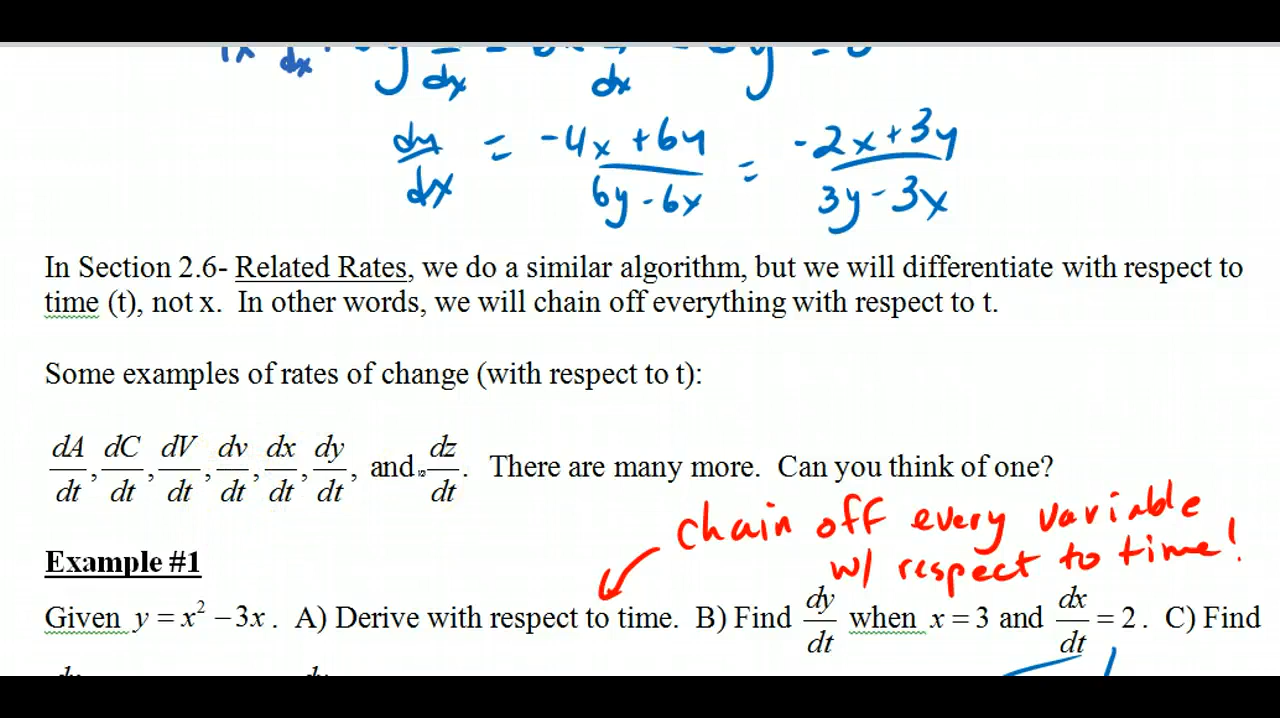 dx dx dx y = 0
dy/dx = -4x + 6y / 6y - 6x = -2x + 3y / 3y - 3x
In Section 2.6- Related Rates, we do a similar algorithm, but we will differentiate with respect to
time (t), not x. In other words, we will chain off everything with respect to t.
Some examples of rates of change (with respect to t):
dA/dt, dC/dt, dV/dt, dv/dt, dx/dt, dy/dt, and dz/dt. There are many more. Can you think of one?
chain off every variable
w/ respect to time!
Example #1
Given y = x² - 3x. A) Derive with respect to time. B) Find dy/dt when x = 3 and dx/dt = 2. C) Find